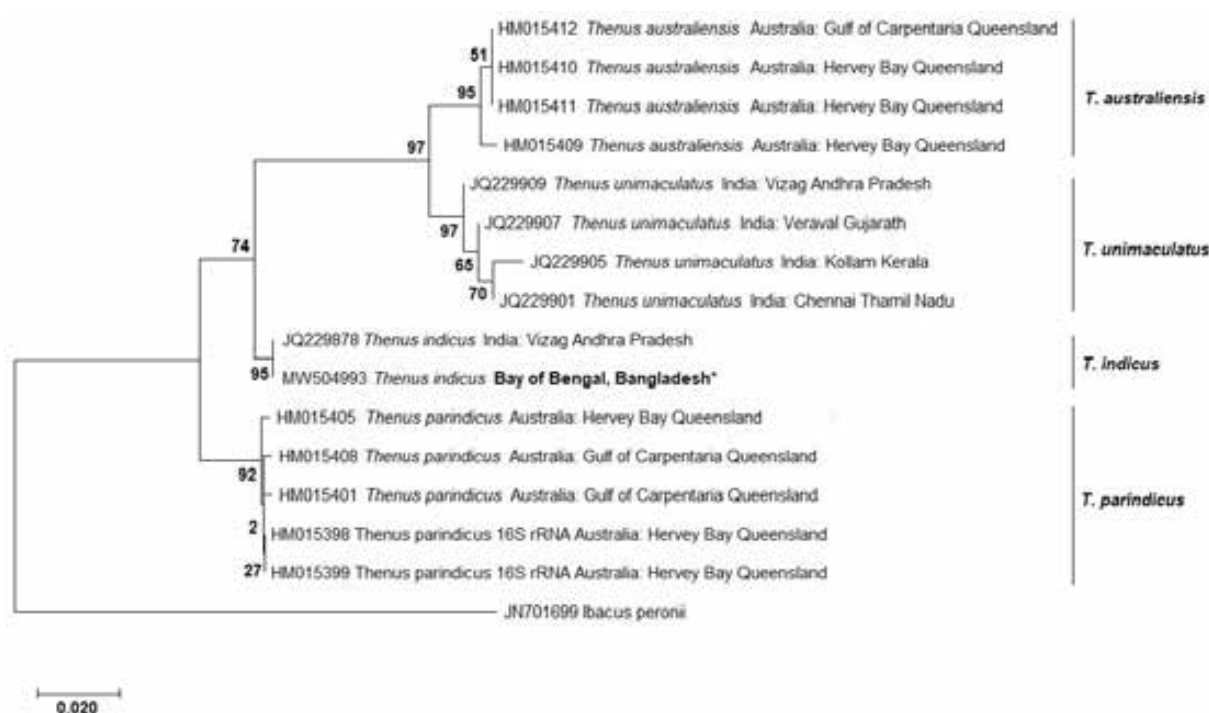 HM015412 Thenus australiensis Australia: Gulf of Carpentaria Queensland
51
HM015410 Thenus australiensis Australia: Hervey Bay Queensland
95
HM015411 Thenus australiensis Australia: Hervey Bay Queensland
T. australiensis
97
HM015409 Thenus australiensis Australia: Hervey Bay Queensland
JQ229909 Thenus unimaculatus India: Vizag Andhra Pradesh
97
JQ229907 Thenus unimaculatus India: Veraval Gujarath
74
T. unimaculatus
65
JQ229905 Thenus unimaculatus India: Kollam Kerala
70
JQ229901 Thenus unimaculatus India: Chennai Thamil Nadu
JQ229878 Thenus indicus India: Vizag Andhra Pradesh
T. indicus
95
MW504993 Thenus indicus Bay of Bengal, Bangladesh*
HM015405 Thenus parindicus Australia: Hervey Bay Queensland
HM015408 Thenus parindicus Australia: Gulf of Carpentaria Queensland
92
HM015401 Thenus parindicus Australia: Gulf of Carpentaria Queensland
T. parindicus
2
HM015398 Thenus parindicus 16S rRNA Australia: Hervey Bay Queensland
27
HM015399 Thenus parindicus 16S rRNA Australia: Hervey Bay Queensland
JN701699 Ibacus peronii
0.020